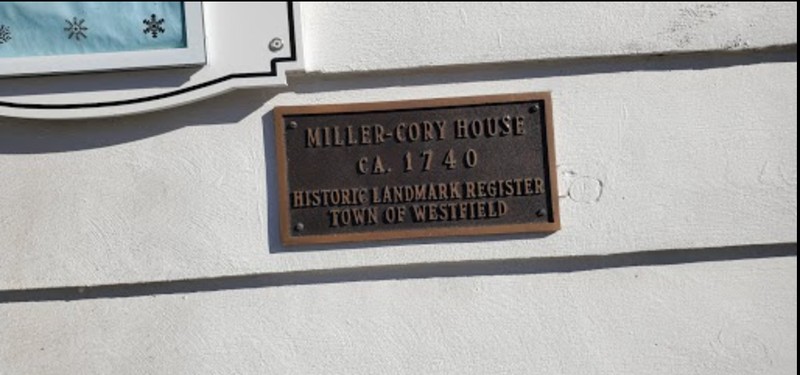 MILLER-CORY HOUSE
CA. 1740
HISTORIC LANDMARK REGISTER
TOWN OF WESTFIELD